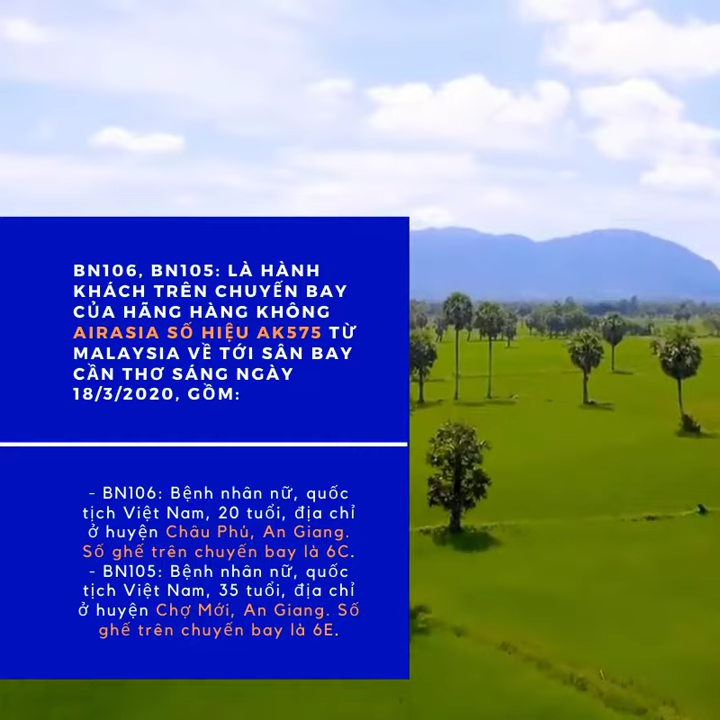 BN106, BN105: LÀ HÀNH
KHÁCH TRÊN CHUYẾN BAY
CỦA HÃNG HÀNG KHÔNG
AIRASIA SỐ HIỆU AK575 TỪ
MALAYSIA VỀ TỚI SÂN BAY
CẦN THƠ SÁNG NGÀY
18/3/2020, GỒM:
- BN106: Bệnh nhân nữ, quốc
tịch Việt Nam, 20 tuổi, địa chỉ
ở huyện Châu Phú, An Giang.
Số ghế trên chuyến bay là 6C.
- BN105: Bệnh nhân nữ, quốc
tịch Việt Nam, 35 tuổi, địa chỉ
ở huyện Chợ Mới, An Giang. Số
ghế trên chuyến bay là 6E.